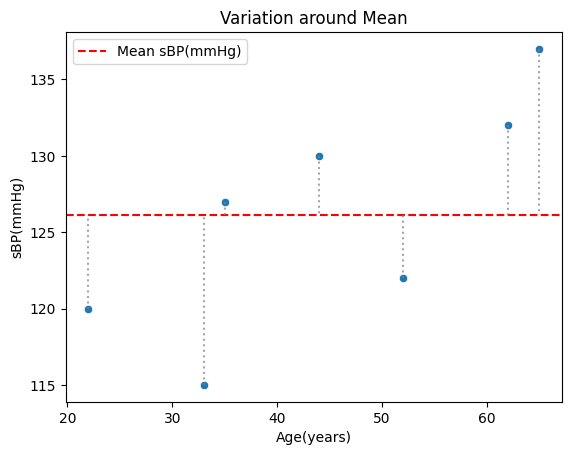 Variation around Mean
Mean sBP(mmHg)
sBP(mmHg)
135
130
125
120
115
20 30 40 50 60
Age(years)